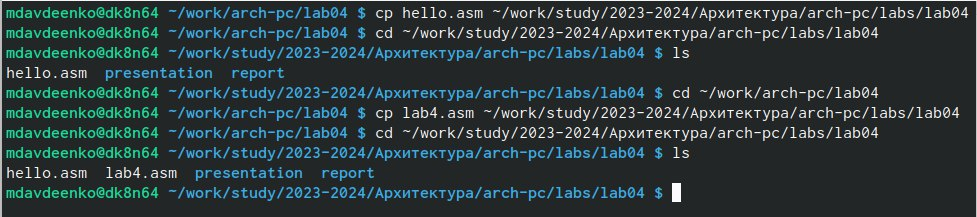 mdavdeenko@dk8n64 ~/work/arch-pc/lab04 $ cp hello.asm ~/work/study/2023-2024/Архитектура/arch-pc/labs/lab04
mdavdeenko@dk8n64 ~/work/arch-pc/lab04 $ cd ~/work/study/2023-2024/Архитектура/arch-pc/labs/lab04
mdavdeenko@dk8n64 ~/work/study/2023-2024/Архитектура/arch-pc/labs/lab04 $ ls
hello.asm  presentation  report
mdavdeenko@dk8n64 ~/work/study/2023-2024/Архитектура/arch-pc/labs/lab04 $ cd ~/work/arch-pc/lab04
mdavdeenko@dk8n64 ~/work/arch-pc/lab04 $ cp lab4.asm ~/work/study/2023-2024/Архитектура/arch-pc/labs/lab04
mdavdeenko@dk8n64 ~/work/arch-pc/lab04 $ cd ~/work/study/2023-2024/Архитектура/arch-pc/labs/lab04
mdavdeenko@dk8n64 ~/work/study/2023-2024/Архитектура/arch-pc/labs/lab04 $ ls
hello.asm  lab4.asm  presentation  report
mdavdeenko@dk8n64 ~/work/study/2023-2024/Архитектура/arch-pc/labs/lab04 $